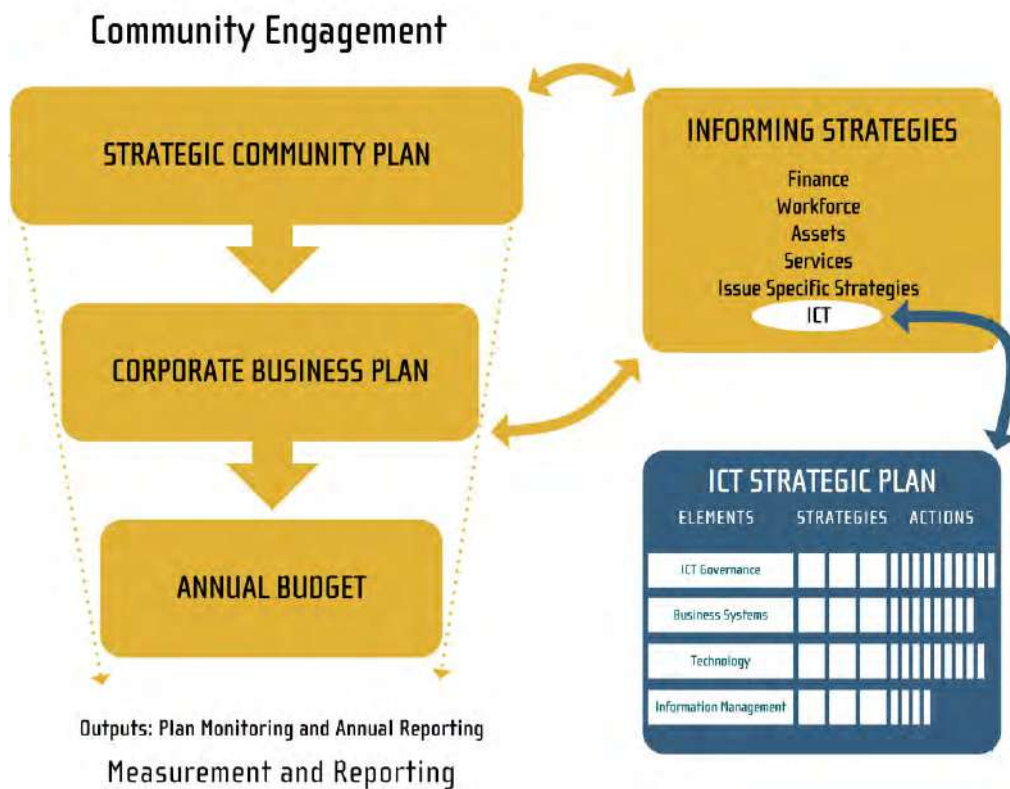 Community Engagement
STRATEGIC COMMUNITY PLAN
CORPORATE BUSINESS PLAN
ANNUAL BUDGET
Outputs: Plan Monitoring and Annual Reporting
Measurement and Reporting
INFORMING STRATEGIES
Finance
Workforce
Assets
Services
Issue Specific Strategies
ICT
ICT STRATEGIC PLAN
ELEMENTS STRATEGIES ACTIONS
ICT Governance
Business Systems
Technology
Information Management